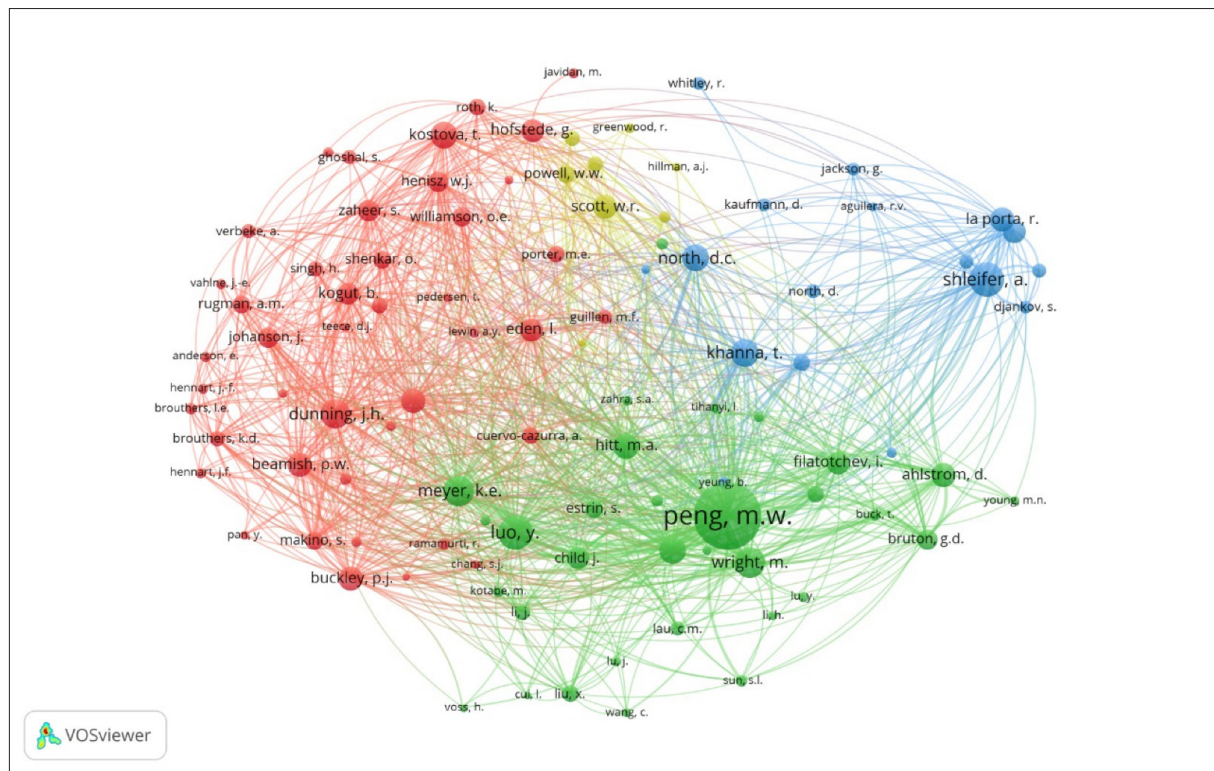 javidan, m.
whitley, r.
roth, k.
kostova, t.
hofstede, g.
greenwood, r.
ghoshal, s.
powell, w.w.
hillman, a.j.
jackson, g.
henisz, w.j.
zaheer, s.
williamson, o.e.
scott, w.r.
kaufmann, d.
aguilera, r.v.
la porta, r.
verbeke, a.
shenkar, o.
porter, m.e.
north, d.c.
singh, h.
shleifer, a.
vahlne, j.-e.
kogut, b.
pedersen, t.
north, d.
rugman, a.m.
djankov, s.
teece, d.j.
lewin, a.y.
eden, l.
guillen, m.f.
johanson, j.
khanna, t.
anderson, e.
hennart, j.-f.
brouthers, l.e.
dunning, j.h.
zahra, s.a.
tihanyi, l.
brouthers, k.d.
cuervo-cazurra, a.
hitt, m.a.
beamish, p.w.
filatotchev, i.
ahlstrom, d.
hennart, j.f.
meyer, k.e.
yeung, b.
young, m.n.
estrin, s.
peng, m.w.
buck, t.
pan, y.
makino, s.
luo, y.
ramamurti, r.
bruton, g.d.
child, j.
wright, m.
chang, s.j.
buckley, p.j.
kotabe, m.
lu, y.
li, j.
li, h.
lau, c.m.
lu, j.
sun, s.l.
cui, l.
liu, x.
voss, h.
wang, c.
VOSviewer